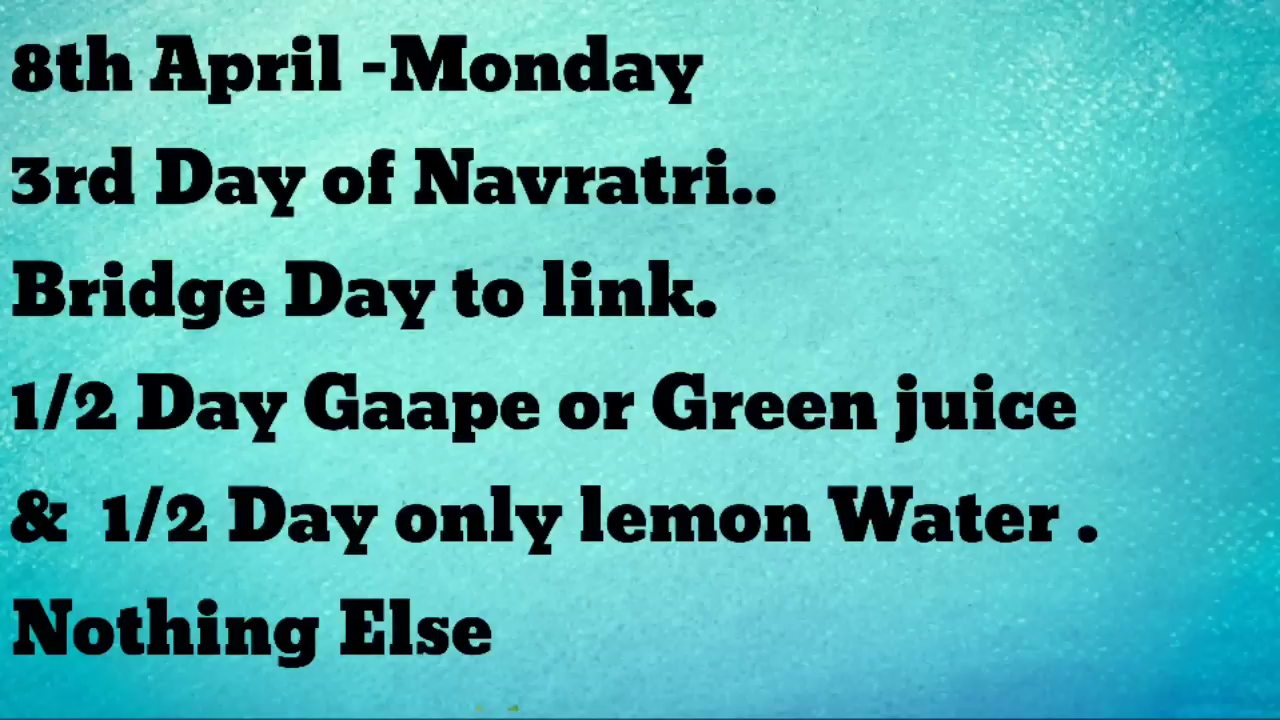 8th April -Monday
3rd Day of Navratri..
Bridge Day to link.
1/2 Day Gaape or Green juice
&  1/2 Day only lemon Water .
Nothing Else